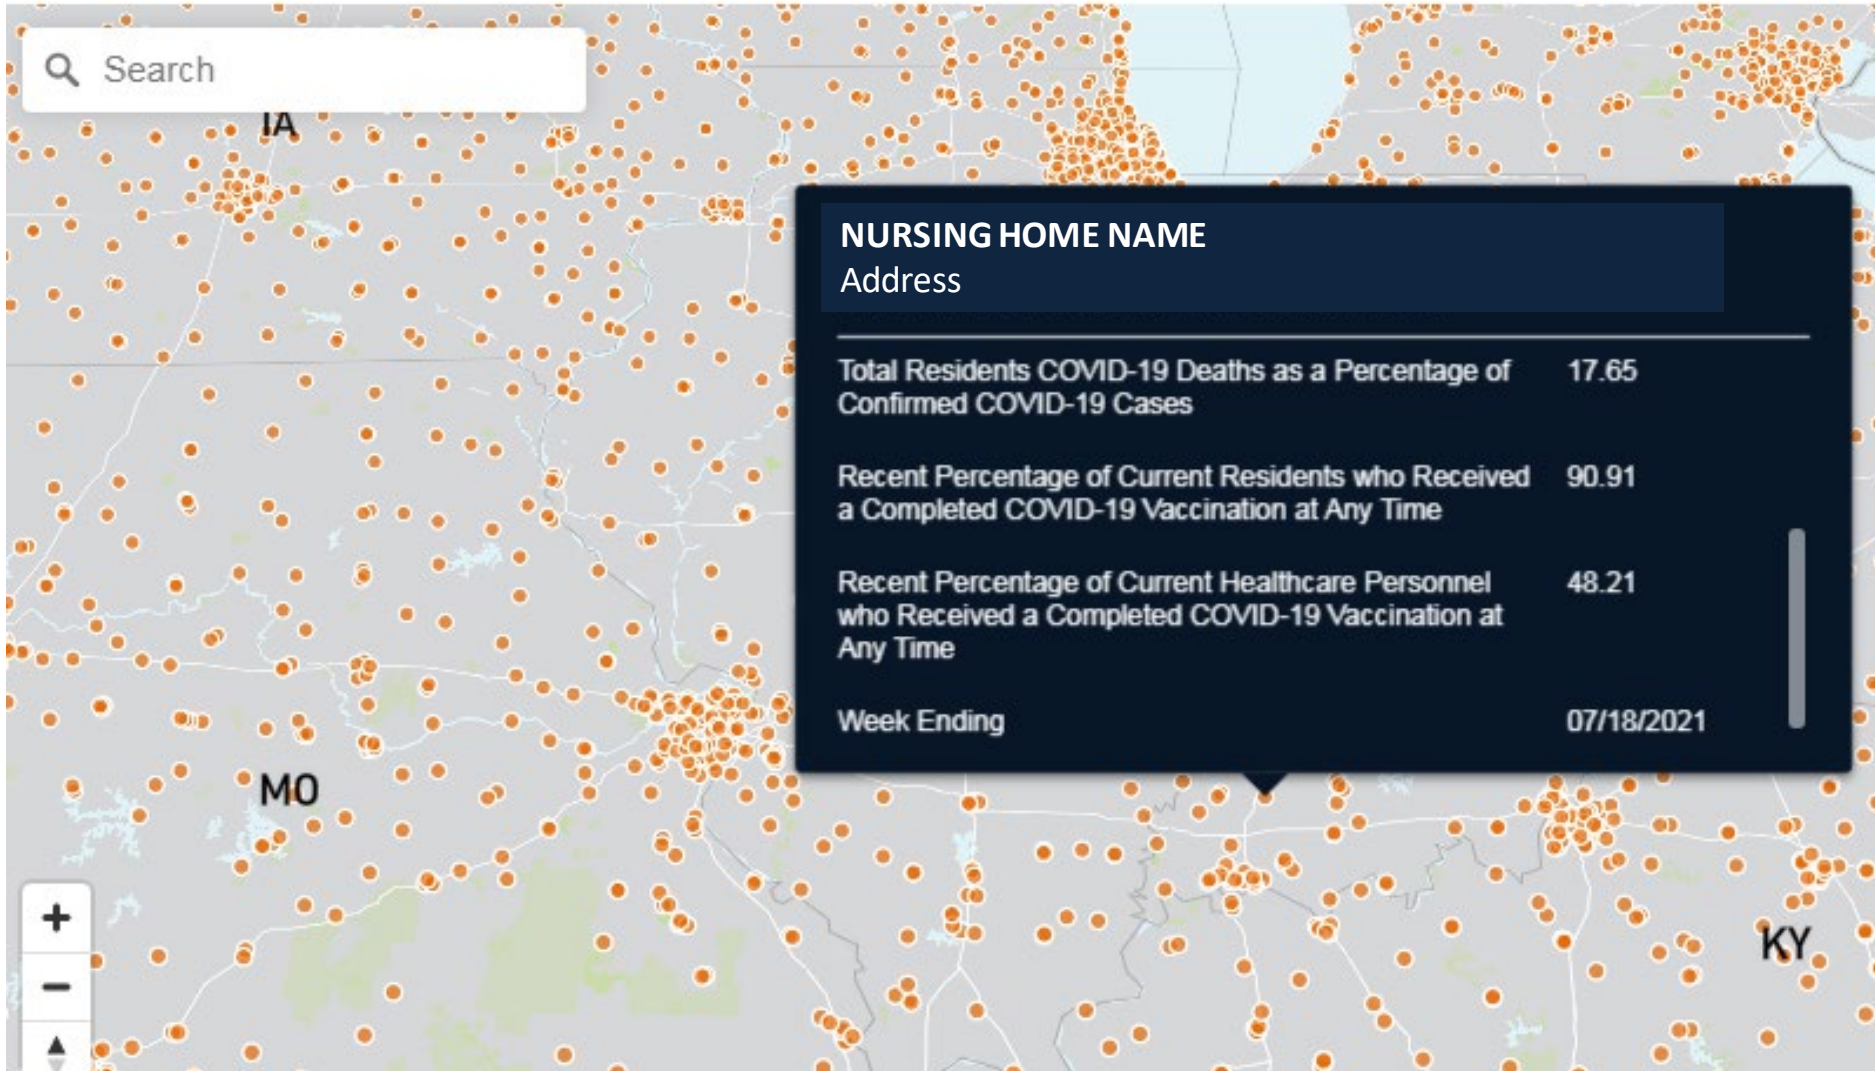 Search
IA
NURSING HOME NAME
Address
Total Residents COVID-19 Deaths as a Percentage of 17.65
Confirmed COVID-19 Cases
Recent Percentage of Current Residents who Received 90.91
a Completed COVID-19 Vaccination at Any Time
Recent Percentage of Current Healthcare Personnel 48.21
who Received a Completed COVID-19 Vaccination at
Any Time
Week Ending 07/18/2021
MO
KY